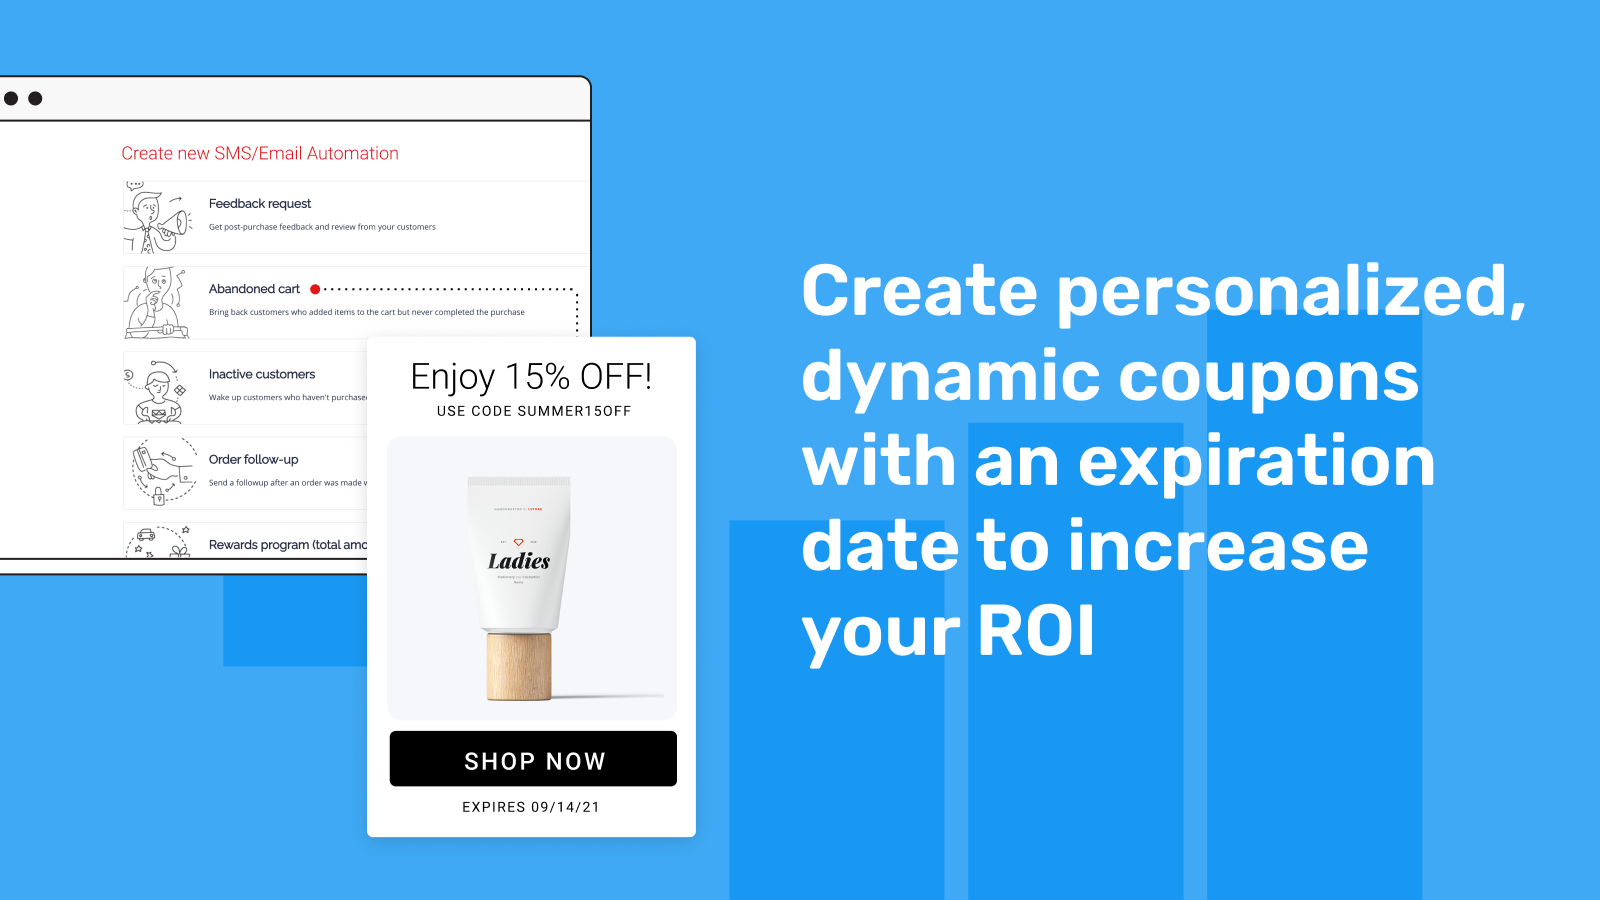 Create new SMS/Email Automation
Feedback request
Get post-purchase feedback and review from your customers
Abandoned cart
Bring back customers who added items to the cart but never completed the purchase
Inactive customers
Wake up customers who haven't purchased
Order follow-up
Send a followup after an order was made
Rewards program (total amo
Enjoy 15% OFF!
USE CODE SUMMER15OFF
Ladies
SHOP NOW
EXPIRES 09/14/21
Create personalized,
dynamic coupons
with an expiration
date to increase
your ROI